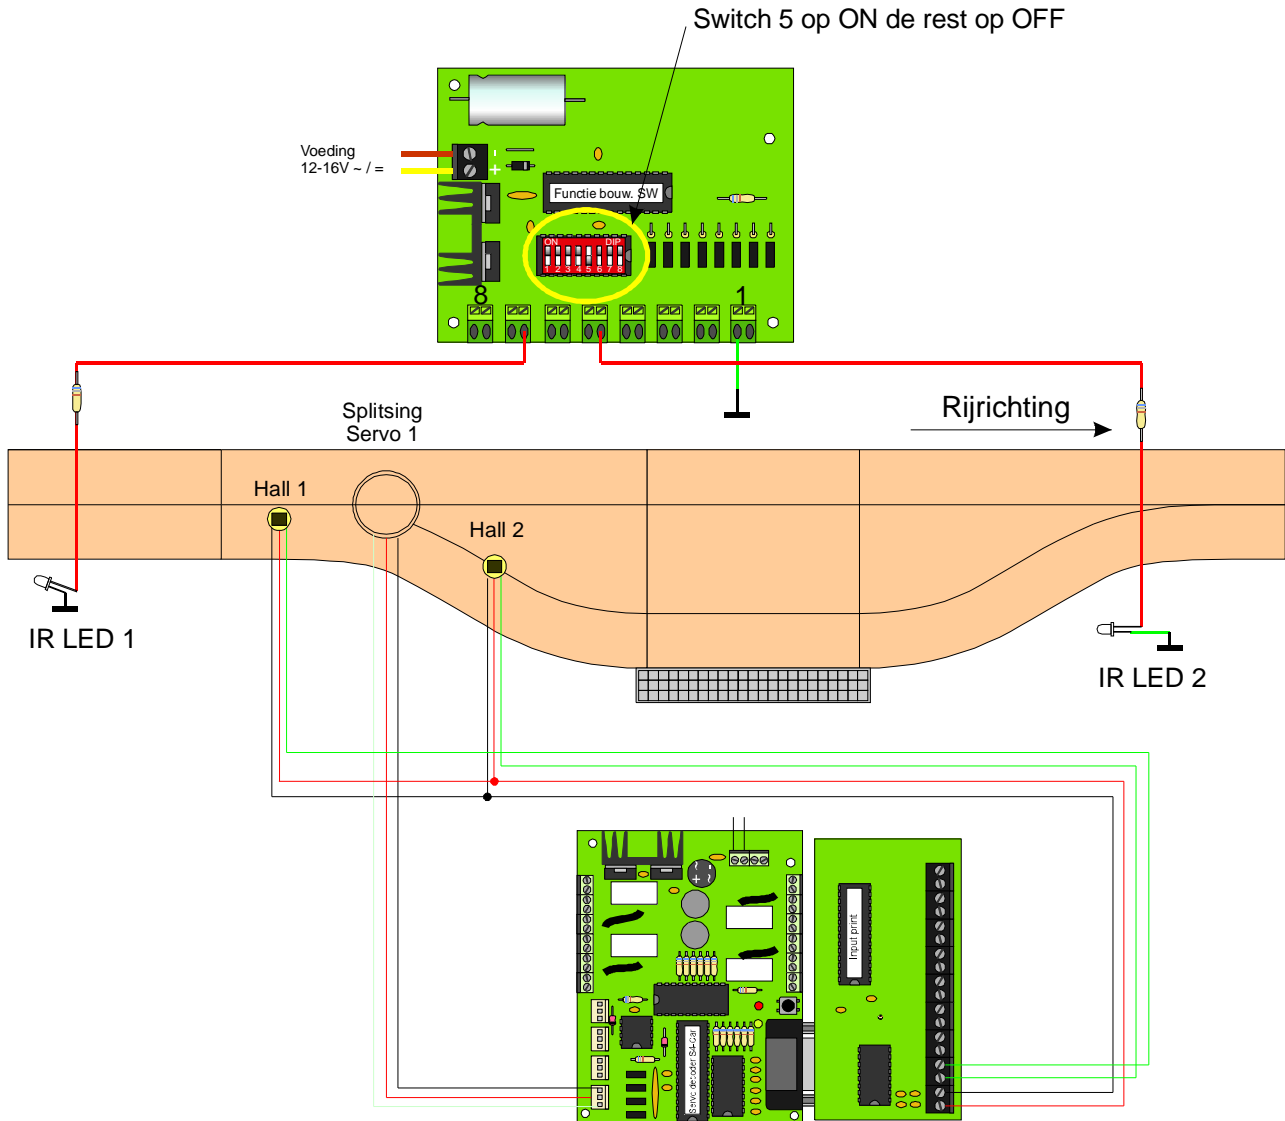 Switch 5 op ON de rest op OFF
Voeding
12-16V ~ / =
-
+
Functie bouw. SW
ON DIP
1 2 3 4 5 6 7 8
8
1
Splitsing
Servo 1
Rijrichting
Hall 1
Hall 2
IR LED 1
IR LED 2
~ -
+ ~
Input print
Servo decoder S4-Car